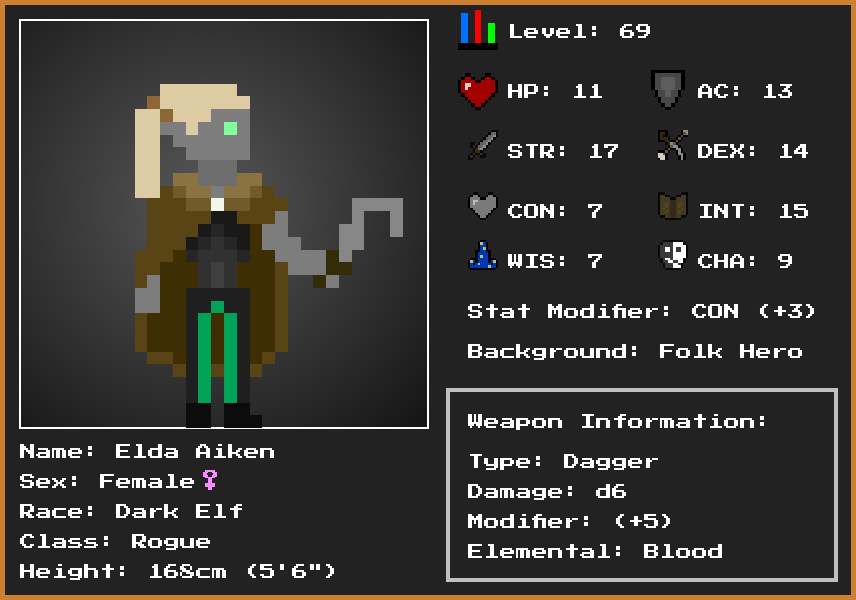 Level: 69
HP: 11 AC: 13
STR: 17 DEX: 14
CON: 7 INT: 15
WIS: 7 CHA: 9
Stat Modifier: CON (+3)
Background: Folk Hero
Weapon Information:
Type: Dagger
Damage: d6
Modifier: (+5)
Elemental: Blood
Name: Elda Aiken
Sex: Female♀
Race: Dark Elf
Class: Rogue
Height: 168cm (5'6")